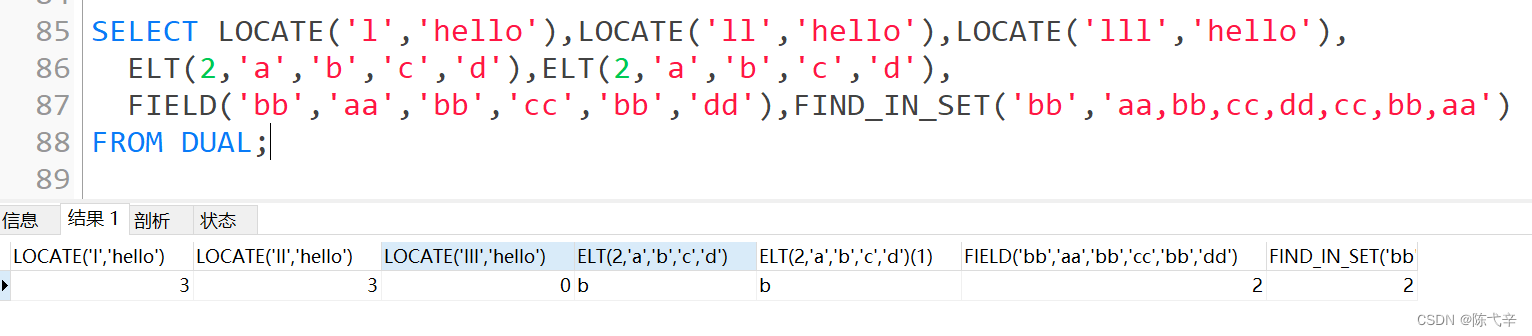 85 SELECT LOCATE('l','hello'),LOCATE('ll','hello'),LOCATE('lll','hello'),
86 ELT(2,'a','b','c','d'),ELT(2,'a','b','c','d'),
87 FIELD('bb','aa','bb','cc','bb','dd'),FIND_IN_SET('bb','aa,bb,cc,dd,cc,bb,aa')
88 FROM DUAL;
89
信息 结果 1 剖析 状态
LOCATE('l','hello') LOCATE('ll','hello') LOCATE('lll','hello') ELT(2,'a','b','c','d') ELT(2,'a','b','c','d')(1) FIELD('bb','aa','bb','cc','bb','dd') FIND_IN_SET('bb'
3 3 0 b b 2 2
CSDN @陈弋辛